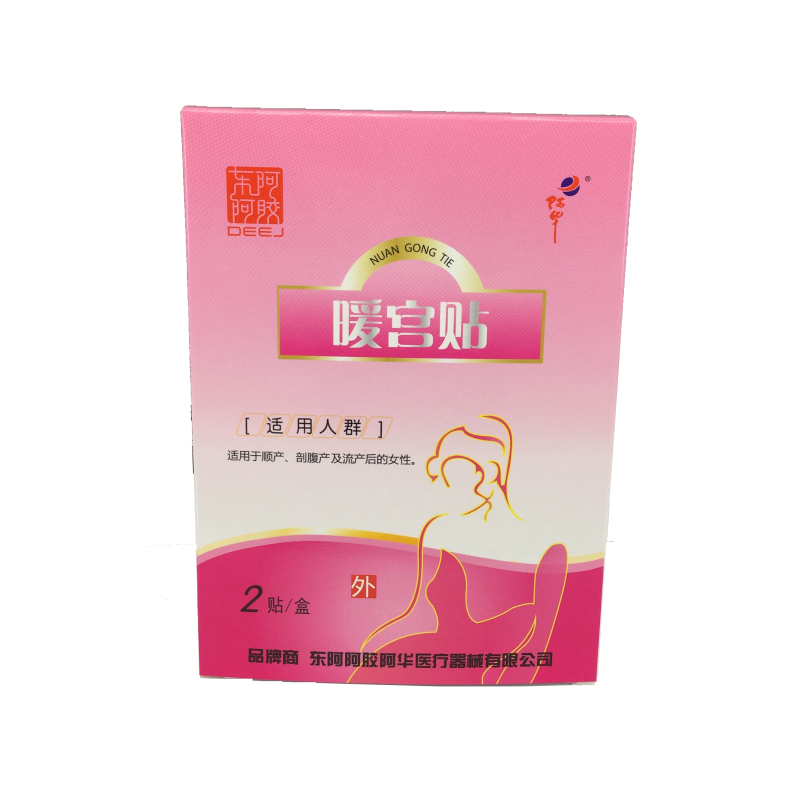 东阿
阿胶
DEEJ
阿华
®
NUAN GONG TIE
暖宫贴
[适用人群]
适用于顺产、剖腹产及流产后的女性。
2贴/盒
外
品牌商 东阿阿胶阿华医疗器械有限公司